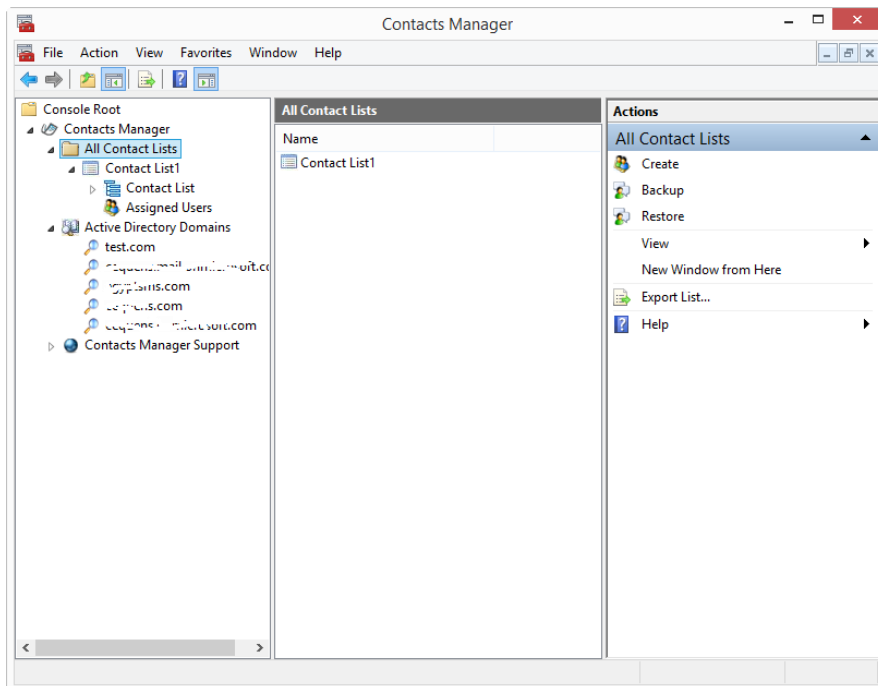 Contacts Manager
File Action View Favorites Window Help
Console Root
Contacts Manager
All Contact Lists
Contact List1
Contact List
Assigned Users
Active Directory Domains
test.com
.com
.com
Contacts Manager Support
All Contact Lists
Name
Contact List1
Actions
All Contact Lists
Create
Backup
Restore
View
New Window from Here
Export List...
Help